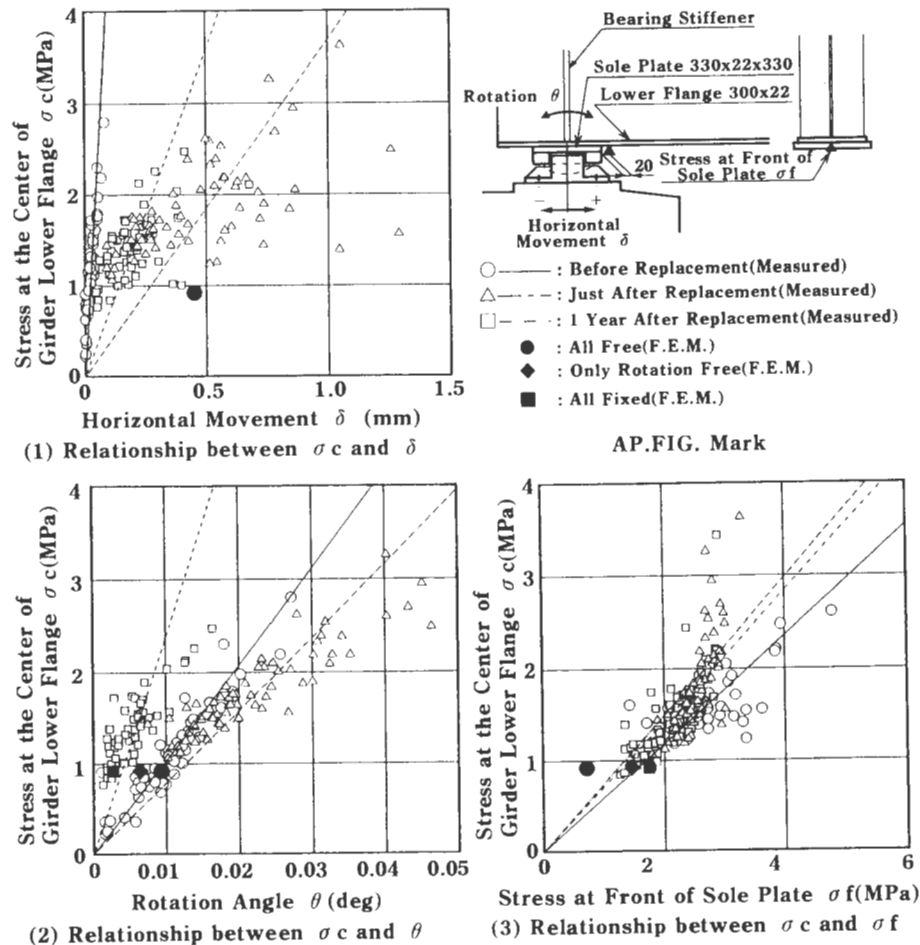 4
3
2
1
0
0
0.5
1.0
1.5
Stress at the Center of
Girder Lower Flange σc(MPa)
Horizontal Movement δ (mm)
(1) Relationship between σc and δ
Bearing Stiffener
Sole Plate 330x22x330
Rotation θ
Lower Flange 300x22
20
Stress at Front of
Sole Plate σf
− +
Horizontal
Movement δ
: Before Replacement(Measured)
: Just After Replacement(Measured)
: 1 Year After Replacement(Measured)
: All Free(F.E.M.)
: Only Rotation Free(F.E.M.)
: All Fixed(F.E.M.)
AP.FIG. Mark
4
3
2
1
0
0
0.01
0.02
0.03
0.04
0.05
Stress at the Center of
Girder Lower Flange σc(MPa)
Rotation Angle θ(deg)
(2) Relationship between σc and θ
4
3
2
1
0
0
2
4
6
Stress at the Center of
Girder Lower Flange σc(MPa)
Stress at Front of Sole Plate σf(MPa)
(3) Relationship between σc and σf